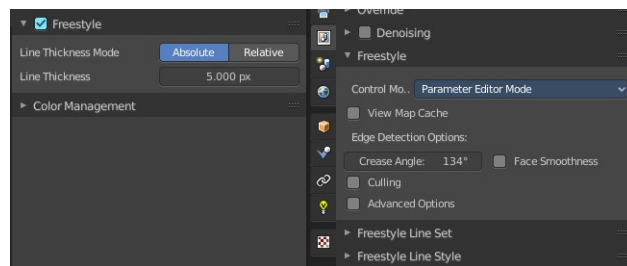 Freestyle
Line Thickness Mode Absolute Relative
Line Thickness 5.000 px
Color Management
Override
Denoising
Freestyle
Control Mo.. Parameter Editor Mode
View Map Cache
Edge Detection Options:
Crease Angle: 134° Face Smoothness
Culling
Advanced Options
Freestyle Line Set
Freestyle Line Style